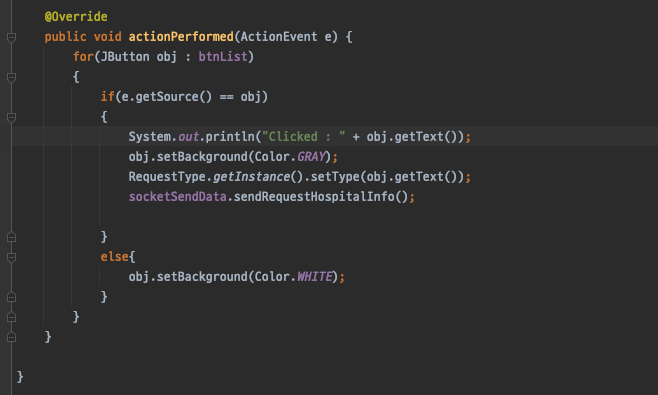 @Override
public void actionPerformed(ActionEvent e) {
for(JButton obj : btnList)
{
if(e.getSource() == obj)
{
System.out.println("Clicked : " + obj.getText());
obj.setBackground(Color.GRAY);
RequestType.getInstance().setType(obj.getText());
socketSendData.sendRequestHospitalInfo();
}
else{
obj.setBackground(Color.WHITE);
}
}
}
}